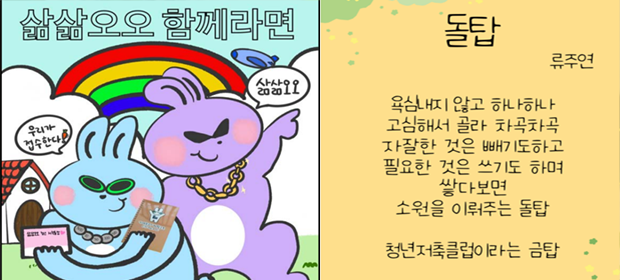 삶삶오오 함께라면
삶삶오오
우리가
접수한다!
돌탑
류주연
욕심내지 않고 하나하나
고심해서 골라 차곡차곡
자잘한 것은 빼기도하고
필요한 것은 쓰기도 하며
쌓다보면
소원을 이뤄주는 돌탑
청년저축클럽이라는 금탑